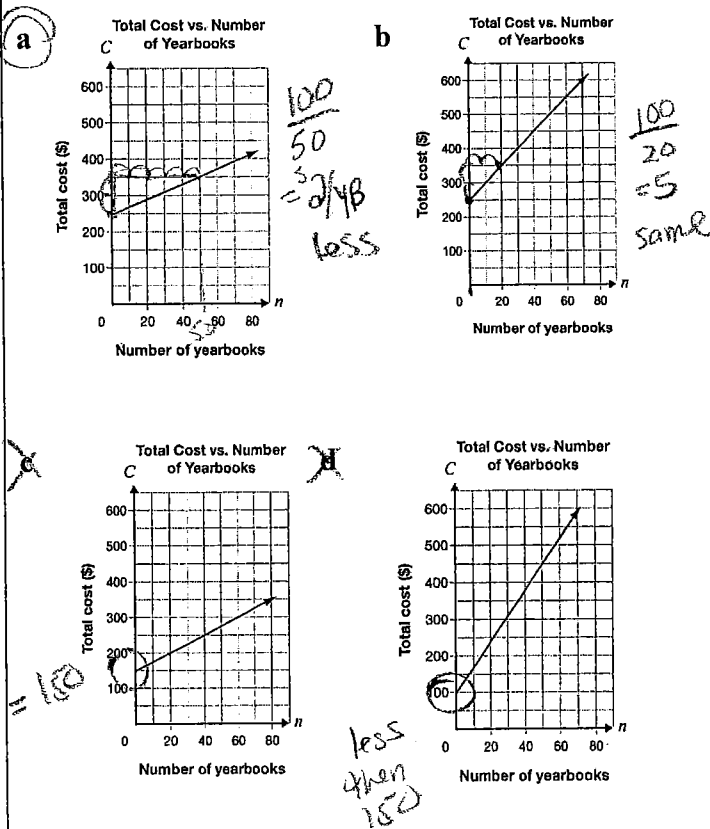 a
Total Cost vs. Number
of Yearbooks
C
600
500
400
300
200
100
0
20
40
60
80
n
50
Total cost ($)
Number of yearbooks
100
50
= $2/YB
less
b
Total Cost vs. Number
of Yearbooks
C
600
500
400
300
200
100
0
20
40
60
80
n
Total cost ($)
Number of yearbooks
100
20
=5
same
c
Total Cost vs. Number
of Yearbooks
C
600
500
400
300
200
100
0
20
40
60
80
n
Total cost ($)
Number of yearbooks
= 150
d
Total Cost vs. Number
of Yearbooks
C
600
500
400
300
200
100
0
20
40
60
80
n
Total cost ($)
Number of yearbooks
less
then
150